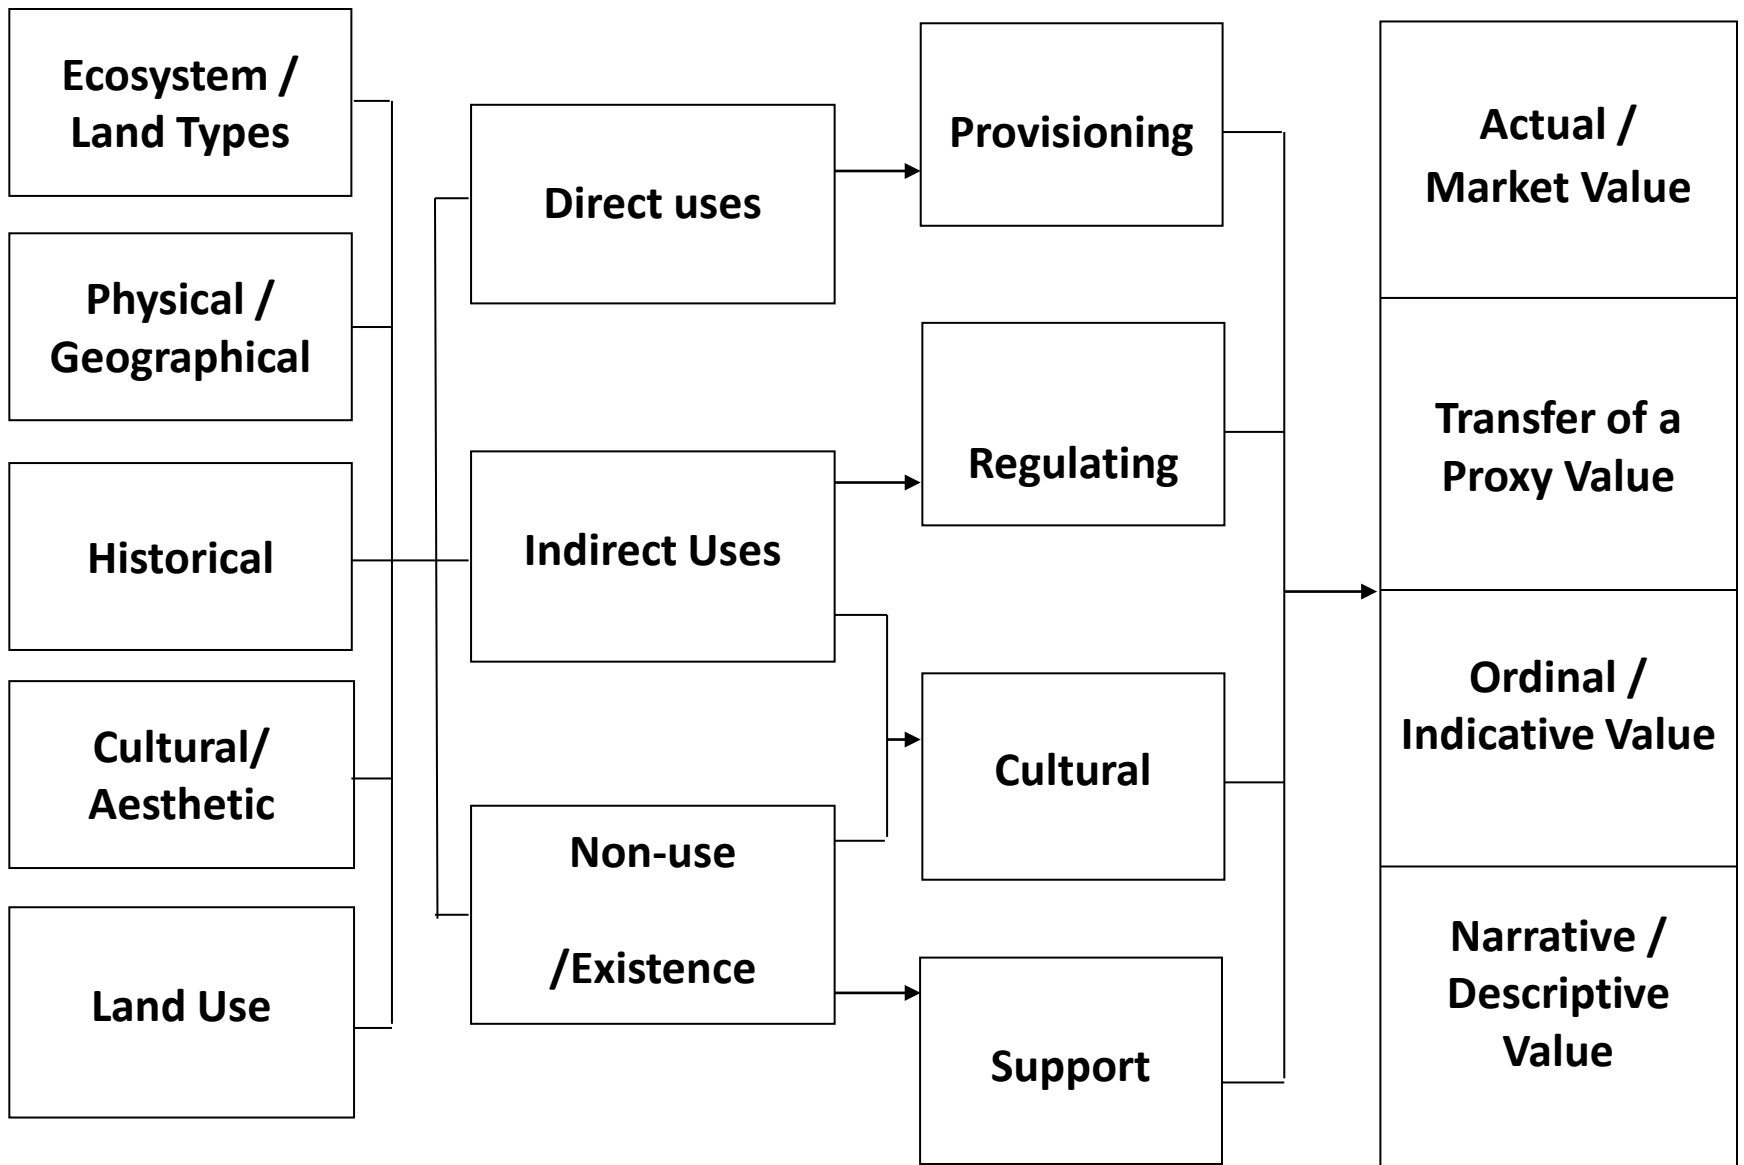 Ecosystem /
Land Types
Physical /
Geographical
Historical
Cultural/
Aesthetic
Land Use
Direct uses
Indirect Uses
Non-use
/Existence
Provisioning
Regulating
Cultural
Support
Actual /
Market Value
Transfer of a
Proxy Value
Ordinal /
Indicative Value
Narrative /
Descriptive
Value